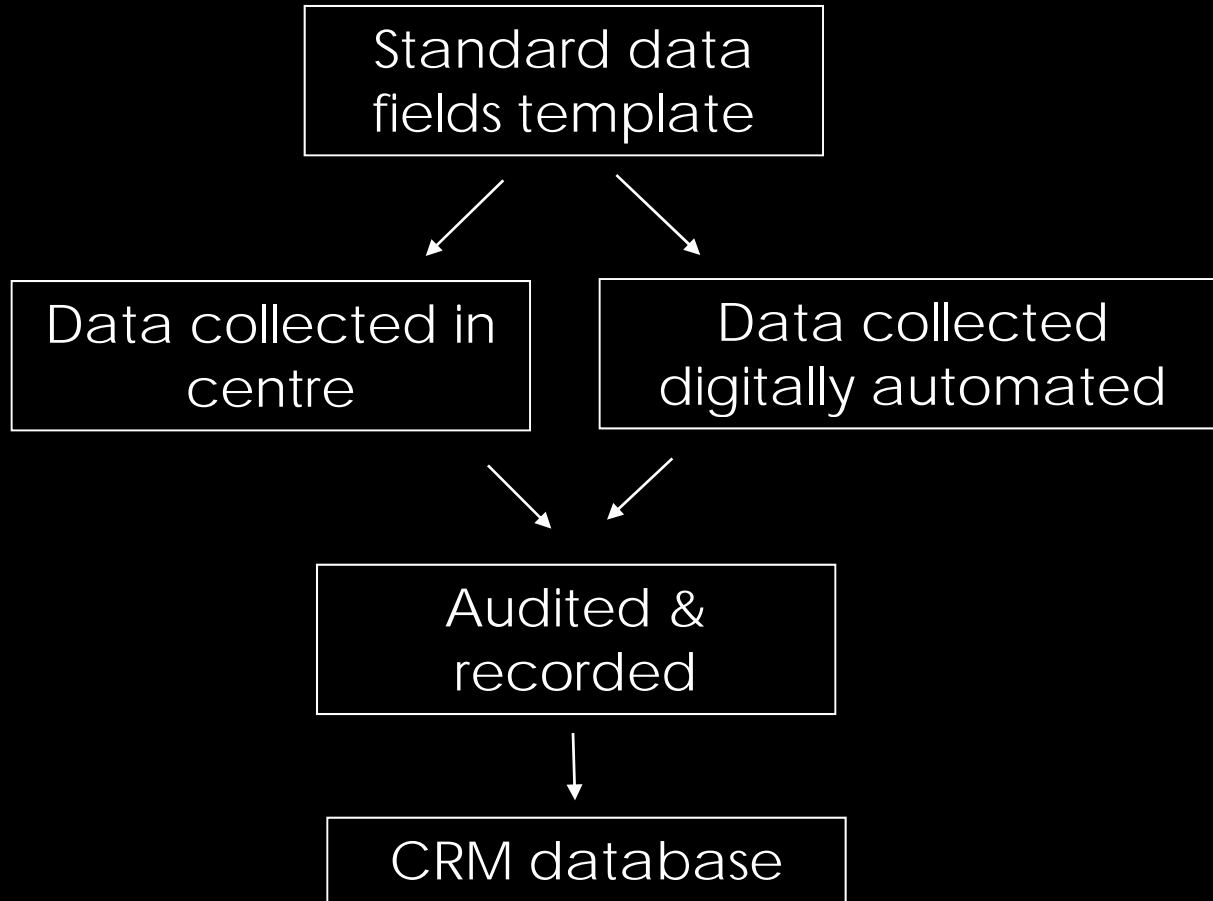 Standard data
fields template
Data collected in
centre
Data collected
digitally automated
Audited &
recorded
CRM database